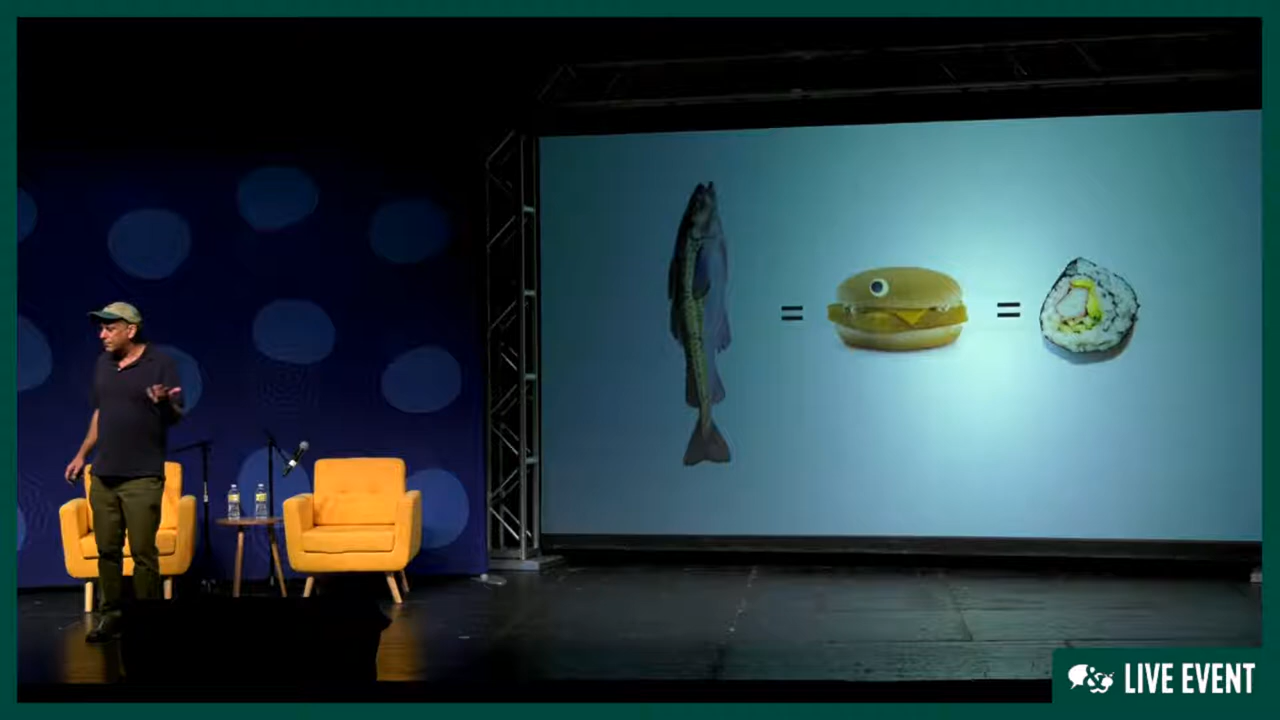 =
=
& LIVE EVENT